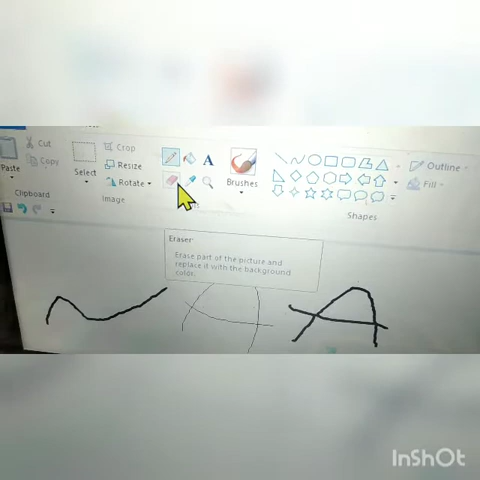 Cut
Copy
Paste
Clipboard
Crop
Resize
Rotate
Select
Image
A
Brushes
Outline
Fill
Shapes
Eraser
Erase part of the picture and
replace it with the background
color.
A
InShOt